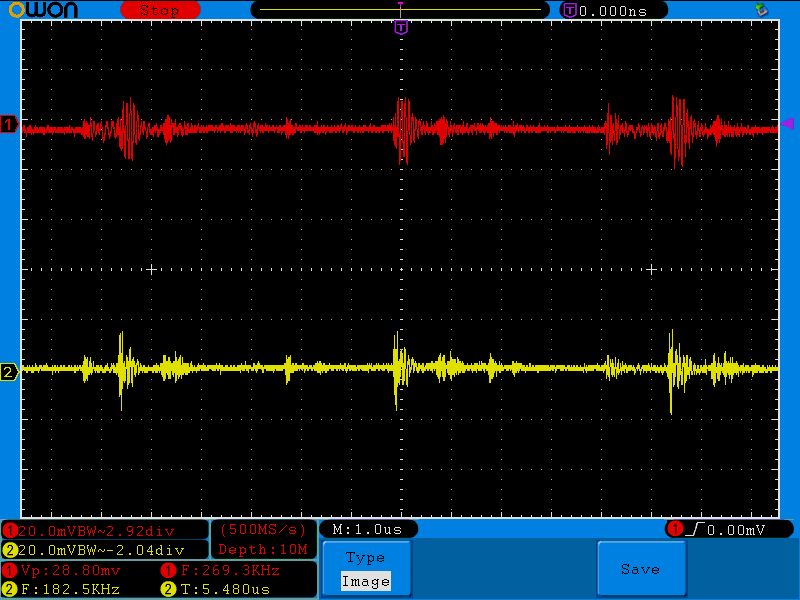 OWON
Stop
T
T 0.000ns
1
2
1 20.0mVBW~2.92div
2 20.0mVBW~-2.04div
(500MS/s)
Depth:10M
M:1.0us
1 0.00mV
1 Vp:28.80mv
1 F:269.3KHz
2 F:182.5KHz
2 T:5.480us
Type
Image
Save